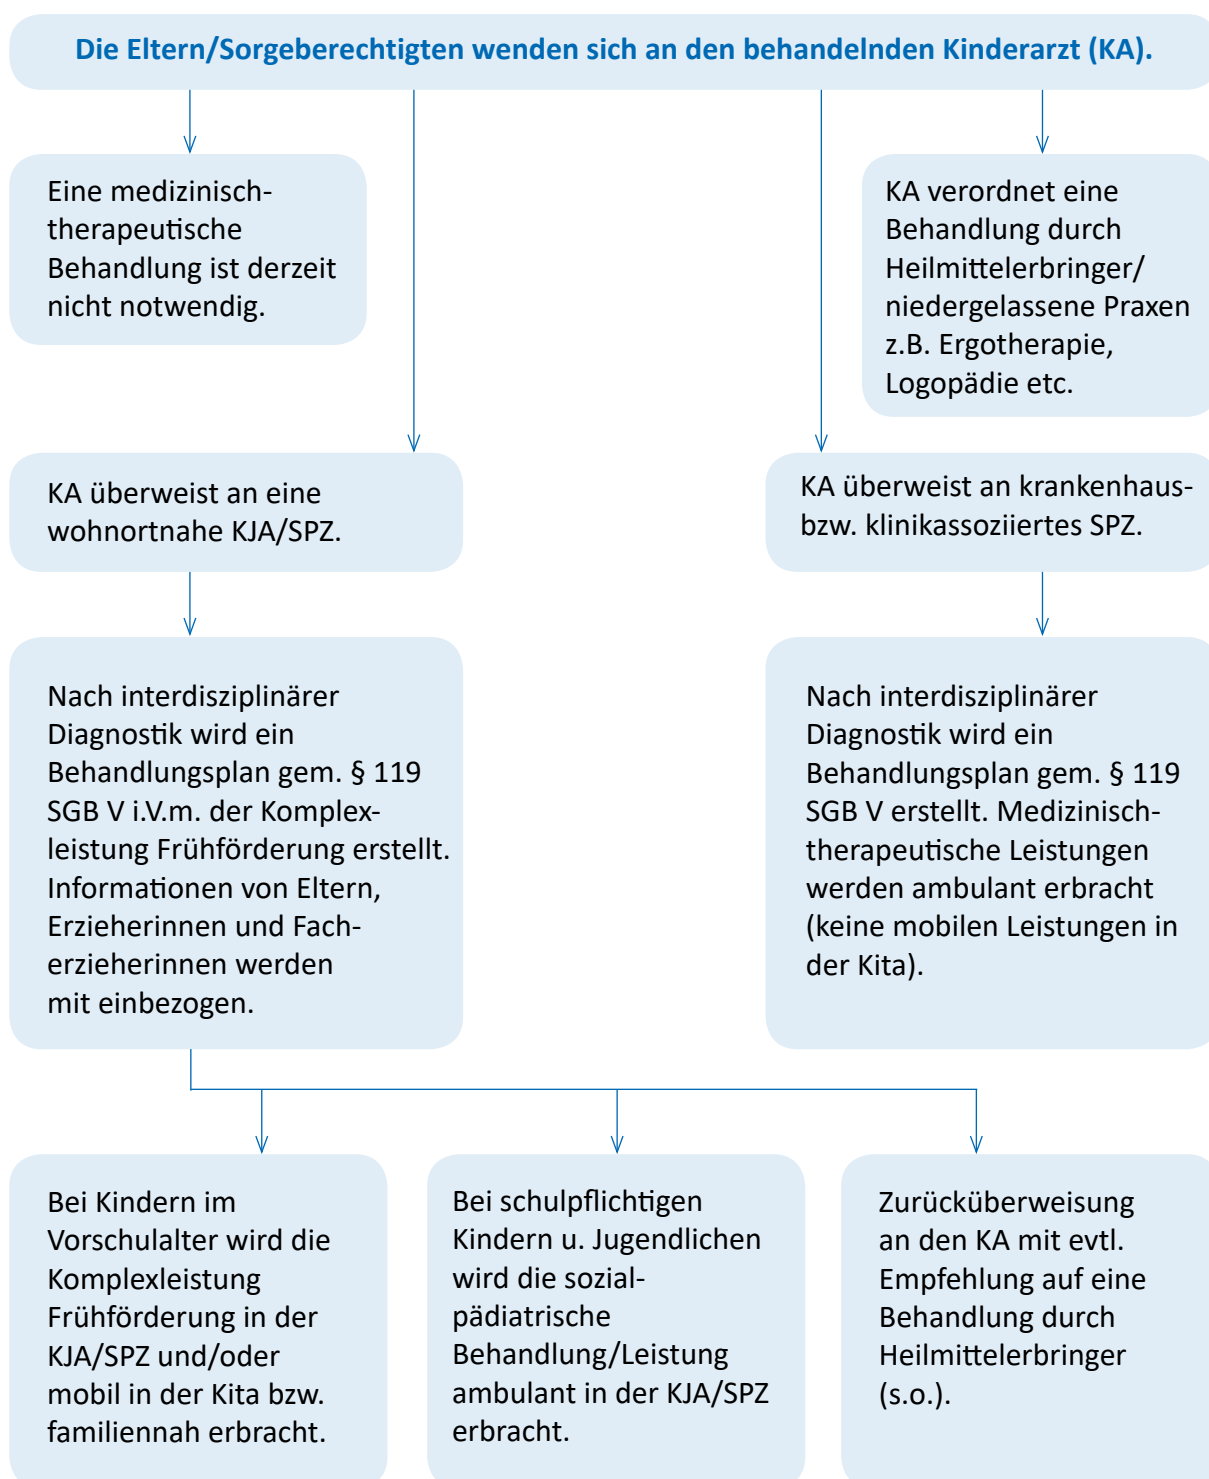 Die Eltern/Sorgeberechtigten wenden sich an den behandelnden Kinderarzt (KA).
Eine medizinisch-
therapeutische
Behandlung ist derzeit
nicht notwendig.
KA verordnet eine
Behandlung durch
Heilmittelerbringer/
niedergelassene Praxen
z.B. Ergotherapie,
Logopädie etc.
KA überweist an eine
wohnortnahe KJA/SPZ.
KA überweist an krankenhaus-
bzw. klinikassoziiertes SPZ.
Nach interdisziplinärer
Diagnostik wird ein
Behandlungsplan gem. § 119
SGB V i.V.m. der Komplex-
leistung Frühförderung erstellt.
Informationen von Eltern,
Erzieherinnen und Fach-
erzieherinnen werden
mit einbezogen.
Nach interdisziplinärer
Diagnostik wird ein
Behandlungsplan gem. § 119
SGB V erstellt. Medizinisch-
therapeutische Leistungen
werden ambulant erbracht
(keine mobilen Leistungen in
der Kita).
Bei Kindern im
Vorschulalter wird die
Komplexleistung
Frühförderung in der
KJA/SPZ und/oder
mobil in der Kita bzw.
familiennah erbracht.
Bei schulpflichtigen
Kindern u. Jugendlichen
wird die sozial-
pädiatrische
Behandlung/Leistung
ambulant in der KJA/SPZ
erbracht.
Zurücküberweisung
an den KA mit evtl.
Empfehlung auf eine
Behandlung durch
Heilmittelerbringer
(s.o.).